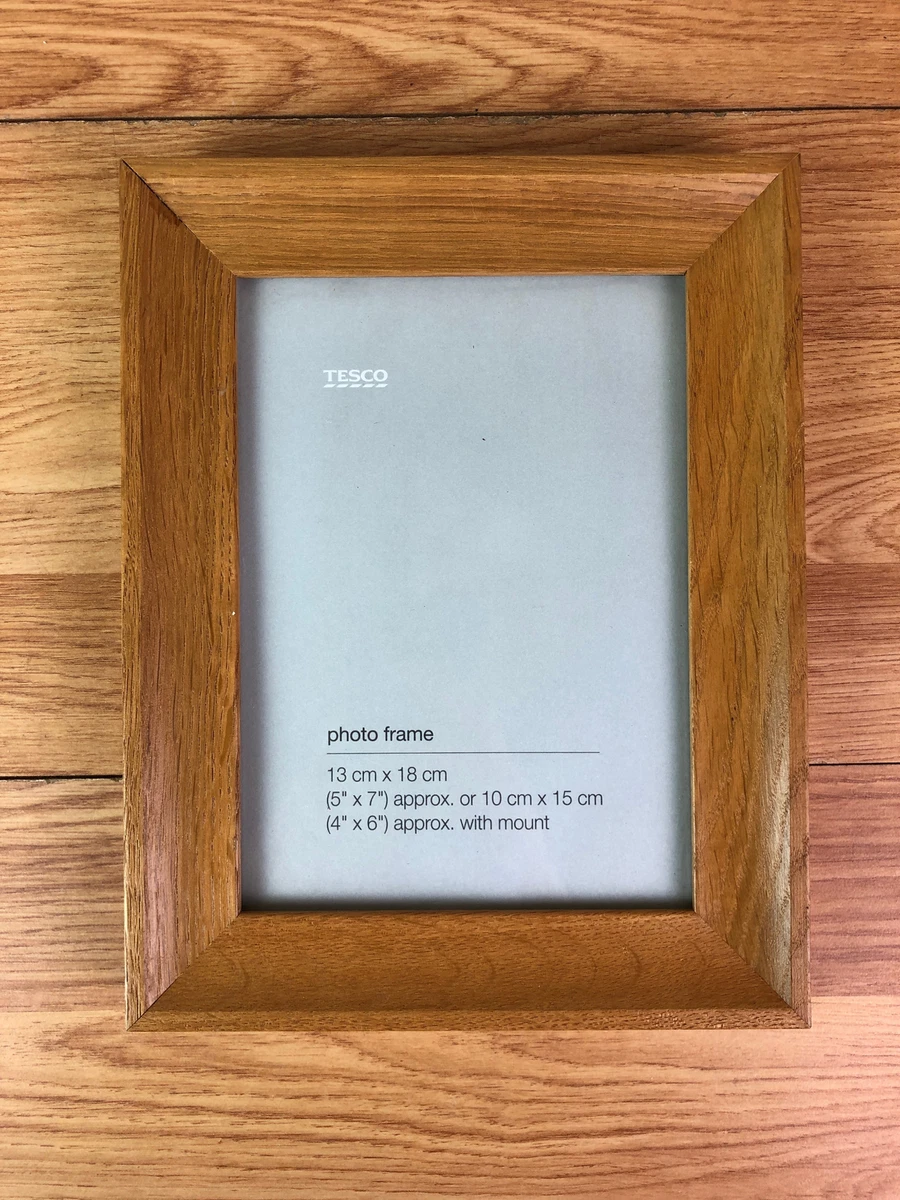 TESCO
photo frame
13 cm x 18 cm
(5" x 7") approx. or 10 cm x 15 cm
(4" x 6") approx. with mount